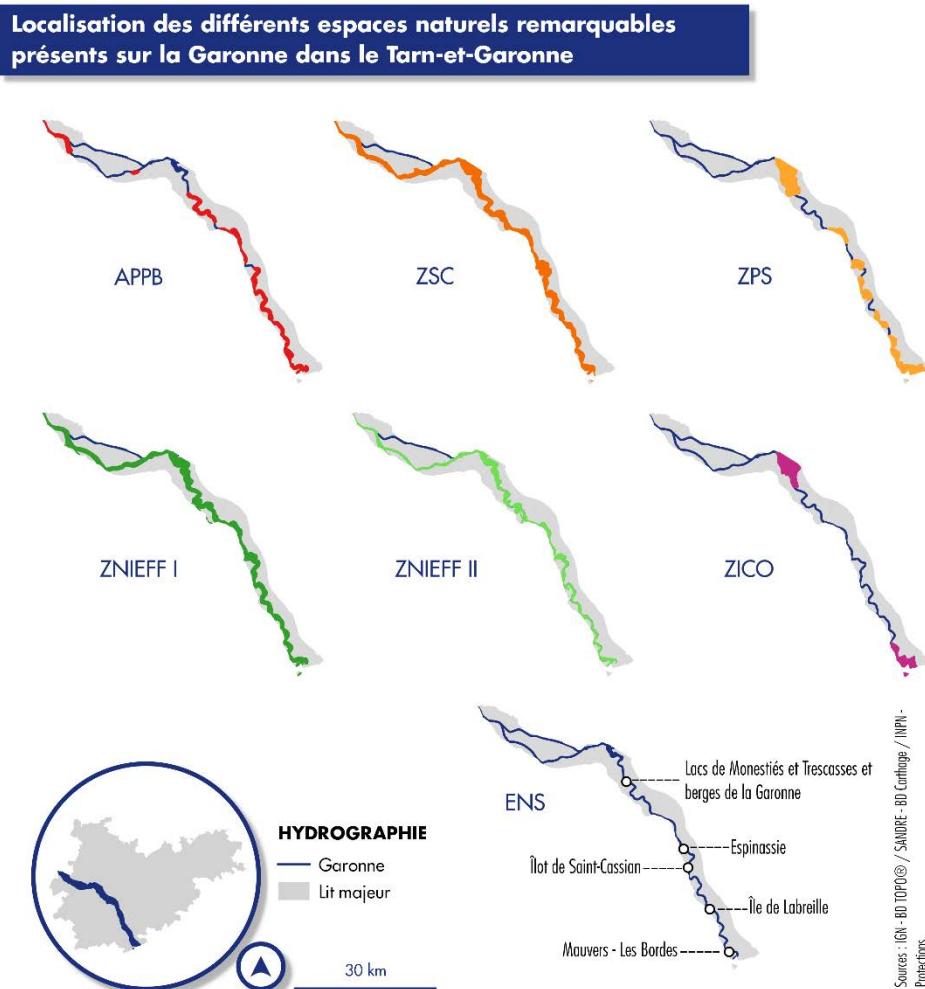 Localisation des différents espaces naturels remarquables
présents sur la Garonne dans le Tarn-et-Garonne
APPB
ZSC
ZPS
ZNIEFF I
ZNIEFF II
ZICO
ENS
Lacs de Monestiés et Trescasses et
berges de la Garonne
Espinassie
Îlot de Saint-Cassian
Île de Labreille
Mauvers - Les Bordes
HYDROGRAPHIE
Garonne
Lit majeur
30 km
Sources : IGN - BD TOPO® / SANDRE - BD Carthage / INPN -
Protections